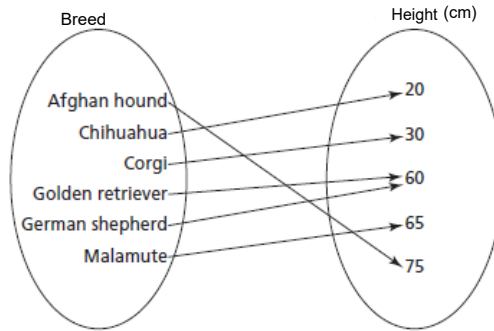 Breed
Height (cm)
Afghan hound
Chihuahua
Corgi
Golden retriever
German shepherd
Malamute
20
30
60
65
75